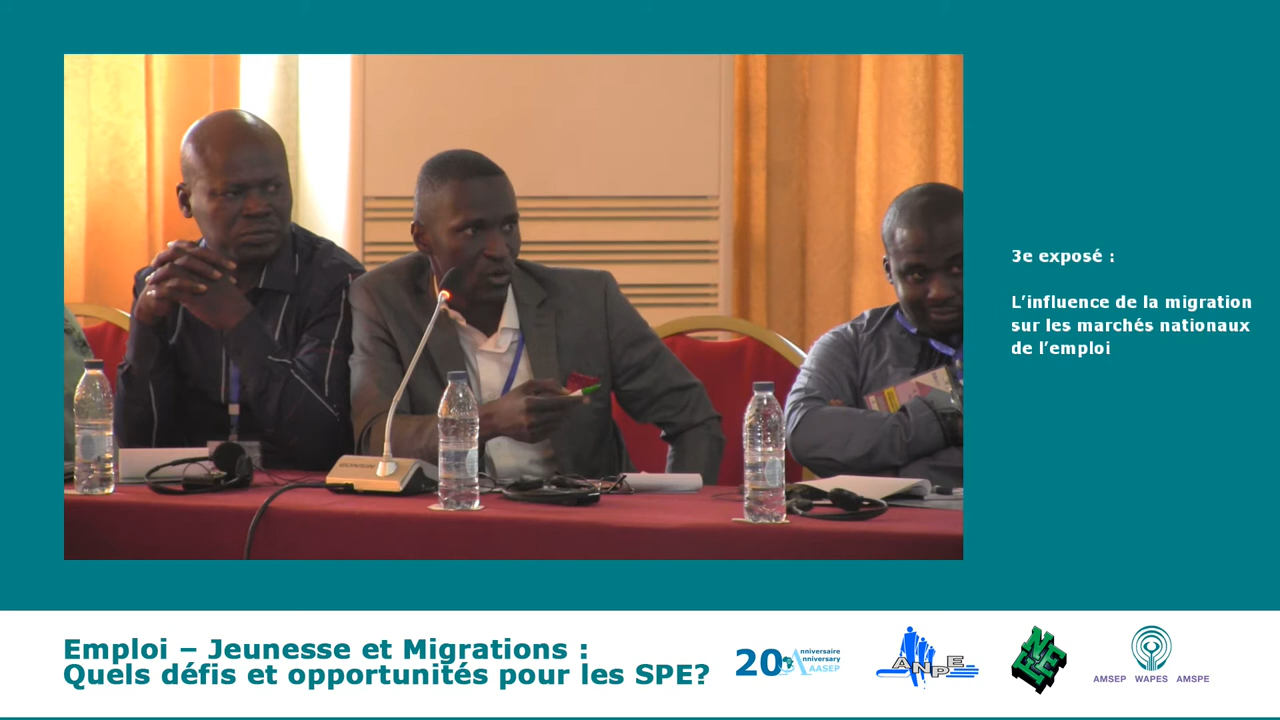 3e exposé :
L’influence de la migration
sur les marchés nationaux
de l’emploi
GONSIN
Emploi – Jeunesse et Migrations :
Quels défis et opportunités pour les SPE?
20 Anniversaire
Anniversary
AASEP
ANPE
AMSEP WAPES AMSPE